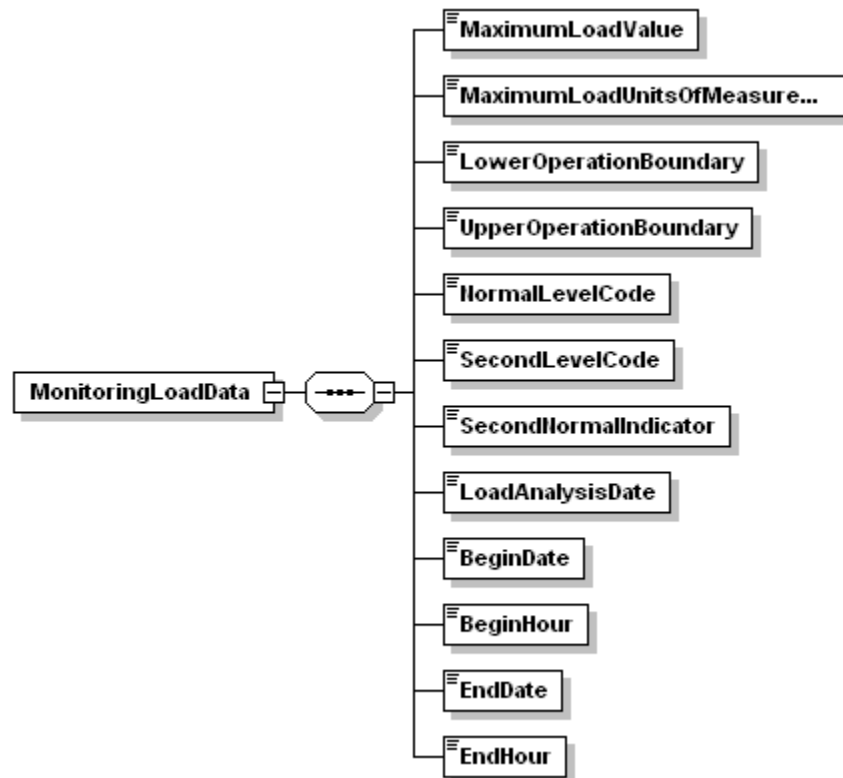 MaximumLoadValue
MaximumLoadUnitsOfMeasure...
LowerOperationBoundary
UpperOperationBoundary
NormalLevelCode
SecondLevelCode
MonitoringLoadData
SecondNormalIndicator
LoadAnalysisDate
BeginDate
BeginHour
EndDate
EndHour